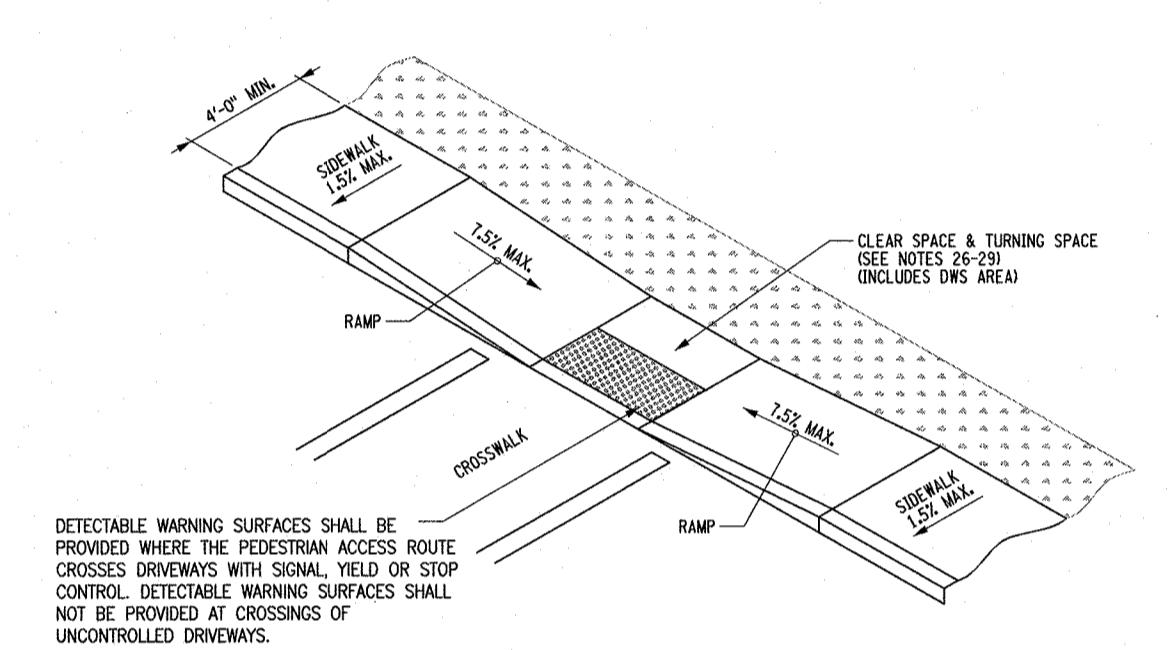 4'-0" MIN.
SIDEWALK
1.5% MAX.
7.5% MAX.
CLEAR SPACE & TURNING SPACE
(SEE NOTES 26-29)
(INCLUDES DWS AREA)
RAMP
7.5% MAX.
CROSSWALK
SIDEWALK
1.5% MAX.
RAMP
DETECTABLE WARNING SURFACES SHALL BE
PROVIDED WHERE THE PEDESTRIAN ACCESS ROUTE
CROSSES DRIVEWAYS WITH SIGNAL, YIELD OR STOP
CONTROL. DETECTABLE WARNING SURFACES SHALL
NOT BE PROVIDED AT CROSSINGS OF
UNCONTROLLED DRIVEWAYS.